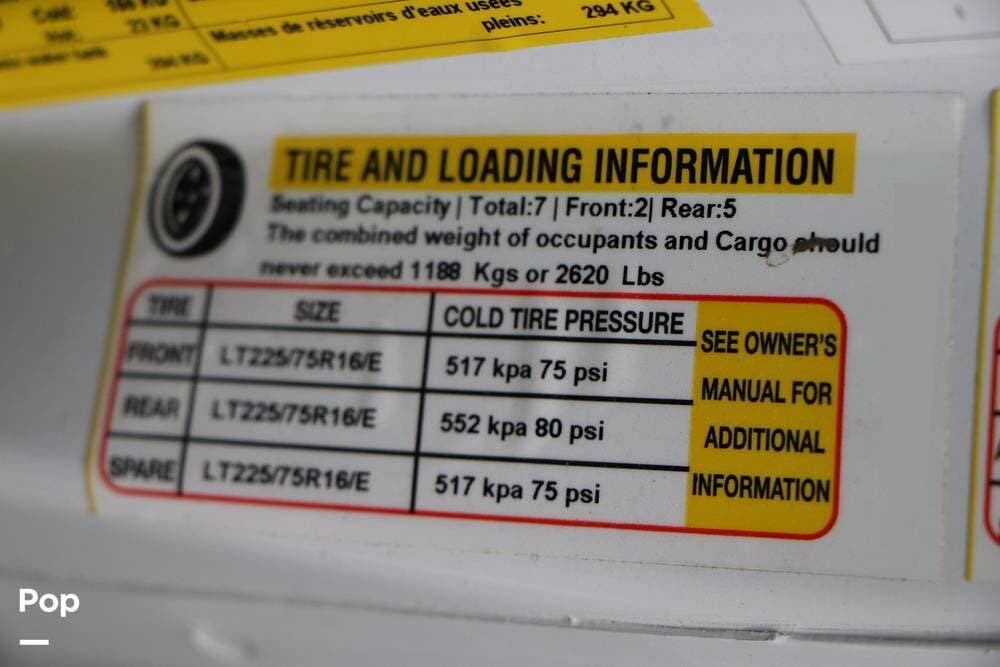 Cold:
23 KG
Masses de réservoirs d'eaux usées
pleins: 294 KG
TIRE AND LOADING INFORMATION
Seating Capacity | Total:7 | Front:2| Rear:5
The combined weight of occupants and Cargo should
never exceed 1188 Kgs or 2620 Lbs
TIRE SIZE COLD TIRE PRESSURE
FRONT LT225/75R16/E 517 kpa 75 psi
REAR LT225/75R16/E 552 kpa 80 psi
SPARE LT225/75R16/E 517 kpa 75 psi
SEE OWNER'S
MANUAL FOR
ADDITIONAL
INFORMATION
Pop